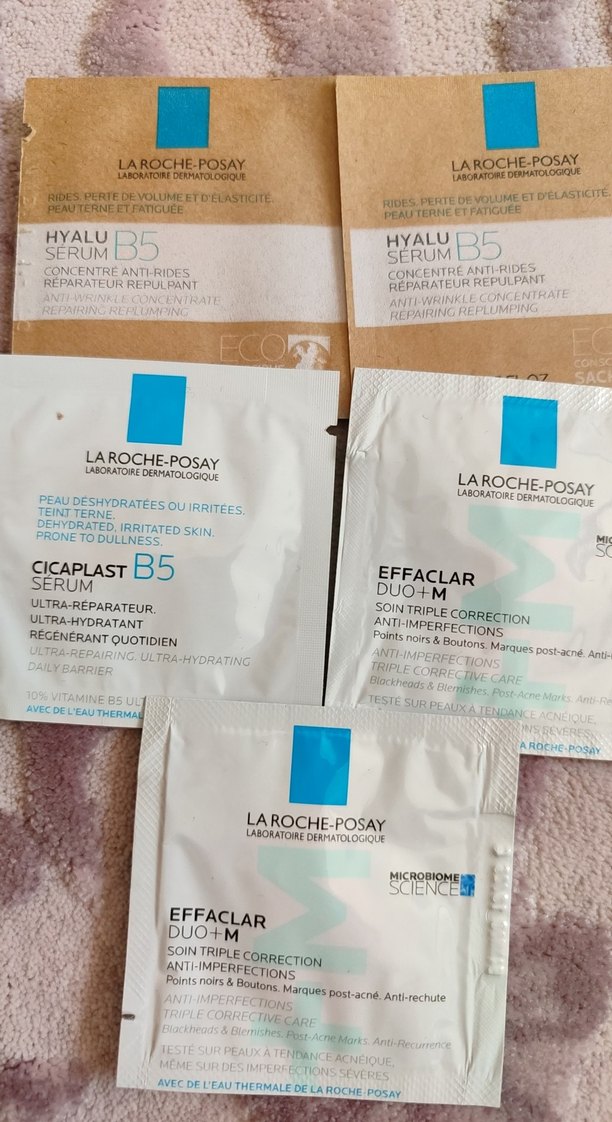 LA ROCHE-POSAY
LABORATOIRE DERMATOLOGIQUE
RIDES, PERTE DE VOLUME ET D'ÉLASTICITÉ,
PEAU TERNE ET FATIGUÉE
HYALU B5
SÉRUM
CONCENTRÉ ANTI-RIDES
RÉPARATEUR REPULPANT
ANTI-WRINKLE CONCENTRATE
REPAIRING REPLUMPING
ECO
LA ROCHE-POSAY
LABORATOIRE DERMATOLOGIQUE
RIDES, PERTE DE VOLUME ET D'ÉLASTICITÉ,
PEAU TERNE ET FATIGUÉE
HYALU B5
SÉRUM
CONCENTRÉ ANTI-RIDES
RÉPARATEUR REPULPANT
ANTI-WRINKLE CONCENTRATE
REPAIRING REPLUMPING
LA ROCHE-POSAY
LABORATOIRE DERMATOLOGIQUE
PEAU DÉSHYDRATÉES OU IRRITÉES,
TEINT TERNE.
DEHYDRATED, IRRITATED SKIN,
PRONE TO DULLNESS.
CICAPLAST B5
SÉRUM
ULTRA-RÉPARATEUR,
ULTRA-HYDRATANT
RÉGÉNÉRANT QUOTIDIEN
ULTRA-REPAIRING, ULTRA-HYDRATING
DAILY BARRIER
10% VITAMINE B5
AVEC DE L'EAU THERMALE
LA ROCHE-POSAY
LABORATOIRE DERMATOLOGIQUE
EFFACLAR
DUO+M
SOIN TRIPLE CORRECTION
ANTI-IMPERFECTIONS
Points noirs & Boutons. Marques post-acné.
ANTI-IMPERFECTIONS
TRIPLE CORRECTIVE CARE
Blackheads & Blemishes. Post-Acne Marks.
TESTÉ SUR PEAUX À TENDANCE ACNÉIQUE,
LA ROCHE-POSAY
LABORATOIRE DERMATOLOGIQUE
MICROBIOME
SCIENCE
EFFACLAR
DUO+M
SOIN TRIPLE CORRECTION
ANTI-IMPERFECTIONS
Points noirs & Boutons. Marques post-acné. Anti-rechute
ANTI-IMPERFECTIONS
TRIPLE CORRECTIVE CARE
Blackheads & Blemishes. Post-Acne Marks. Anti-Recurrence
TESTÉ SUR PEAUX À TENDANCE ACNÉIQUE,
MÊME SUR DES IMPERFECTIONS SÉVÈRES
AVEC DE L'EAU THERMALE DE LA ROCHE-POSAY